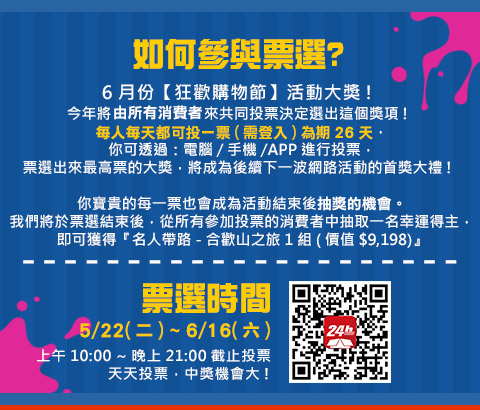 如何參與票選?
6 月份【狂歡購物節】活動大獎!
今年將由所有消費者來共同投票決定選出這個獎項!
每人每天都可投一票(需登入)為期 26 天,
你可透過:電腦 / 手機 /APP 進行投票,
票選出來最高票的大獎,將成為後續下一波網路活動的首獎大禮!
你寶貴的每一票也會成為活動結束後抽獎的機會。
我們將於票選結束後,從所有參加投票的消費者中抽取一名幸運得主,
即可獲得『名人帶路 - 合歡山之旅 1 組 ( 價值 $9,198)』
票選時間
5/22(二) ~ 6/16(六)
上午 10:00 ~ 晚上 21:00 截止投票
天天投票,中獎機會大!
24h